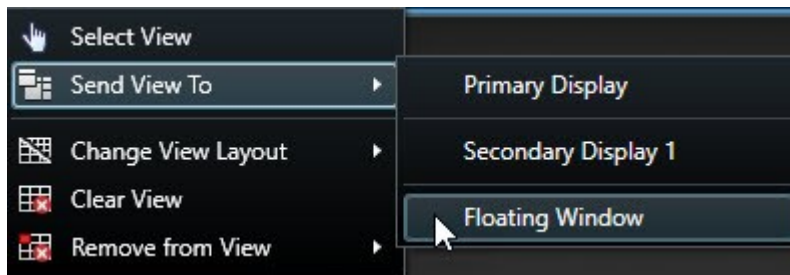 Select View
Send View To
Primary Display
Change View Layout
Secondary Display 1
Clear View
Floating Window
Remove from View